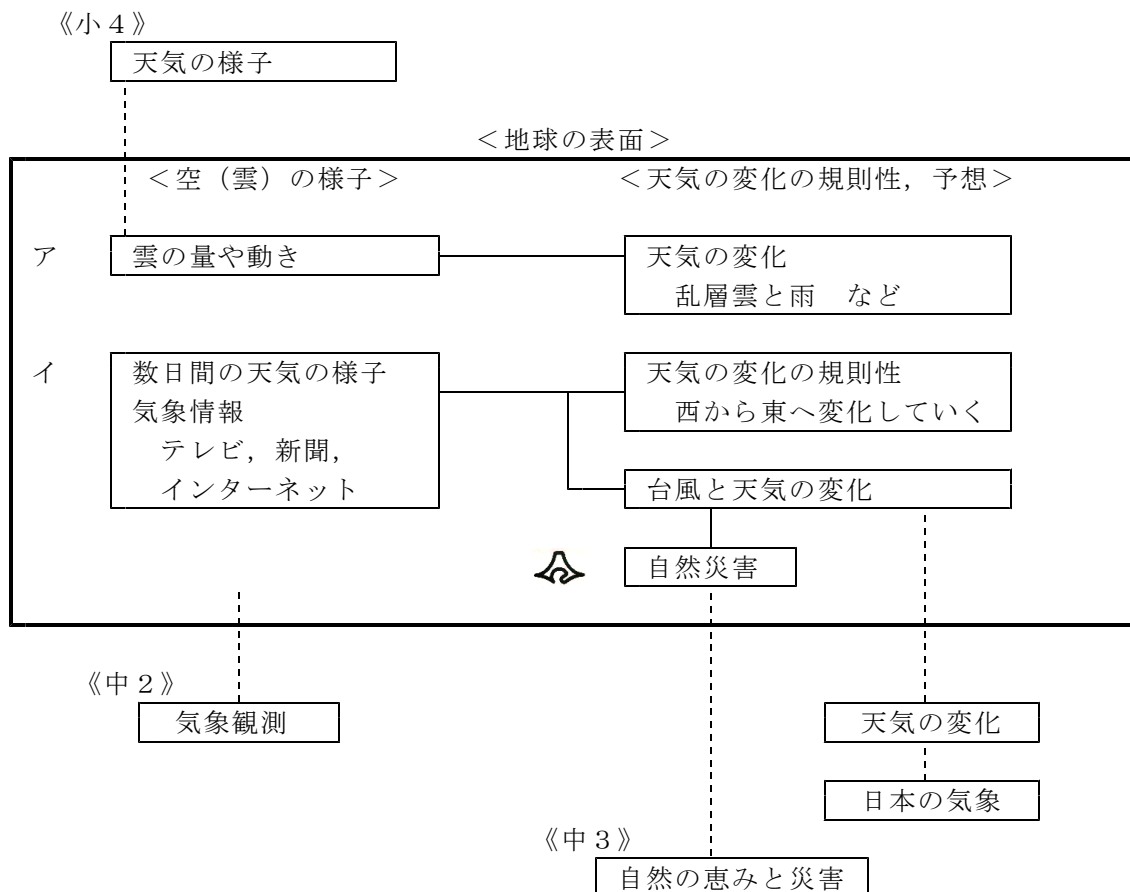 《小４》
天気の様子
＜地球の表面＞
＜空（雲）の様子＞
＜天気の変化の規則性，予想＞
ア
雲の量や動き
天気の変化
乱層雲と雨　など
イ
数日間の天気の様子
気象情報
テレビ，新聞，
インターネット
天気の変化の規則性
西から東へ変化していく
台風と天気の変化
自然災害
《中２》
気象観測
天気の変化
日本の気象
《中３》
自然の恵みと災害